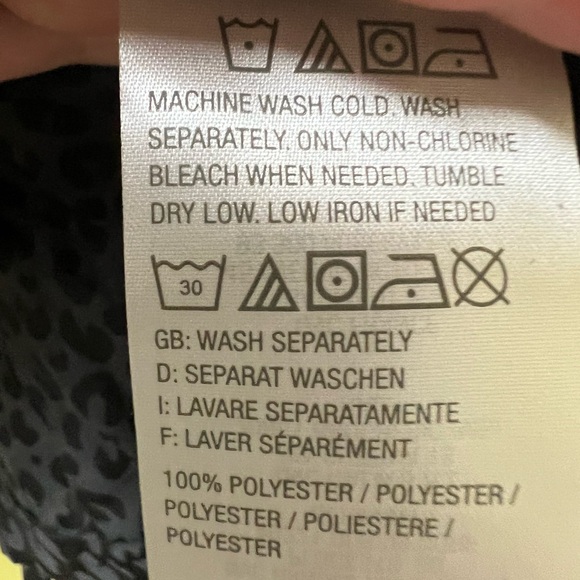 MACHINE WASH COLD. WASH
SEPARATELY. ONLY NON-CHLORINE
BLEACH WHEN NEEDED. TUMBLE
DRY LOW. LOW IRON IF NEEDED
30
GB: WASH SEPARATELY
D: SEPARAT WASCHEN
I: LAVARE SEPARATAMENTE
F: LAVER SÉPARÉMENT
100% POLYESTER / POLYESTER /
POLYESTER / POLIESTERE /
POLYESTER